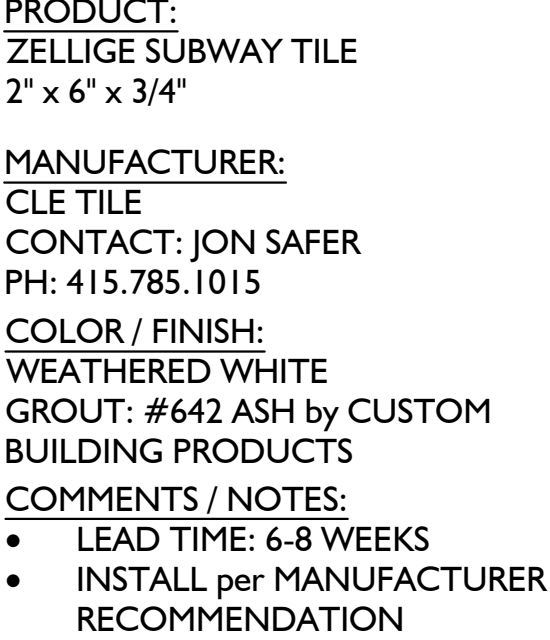 PRODUCT:
ZELLIGE SUBWAY TILE
2" x 6" x 3/4"
MANUFACTURER:
CLE TILE
CONTACT: JON SAFER
PH: 415.785.1015
COLOR / FINISH:
WEATHERED WHITE
GROUT: #642 ASH by CUSTOM
BUILDING PRODUCTS
COMMENTS / NOTES:
• LEAD TIME: 6-8 WEEKS
• INSTALL per MANUFACTURER
RECOMMENDATION